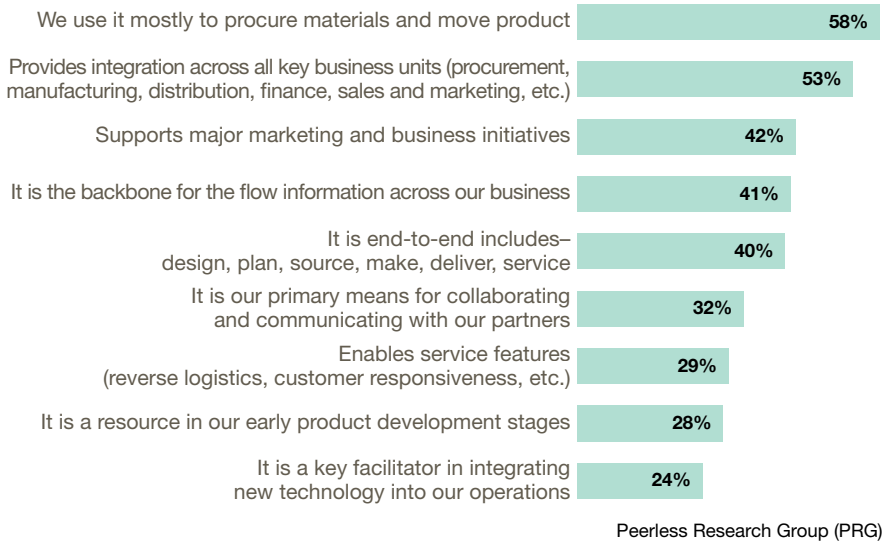 We use it mostly to procure materials and move product
58%
Provides integration across all key business units (procurement,
manufacturing, distribution, finance, sales and marketing, etc.)
53%
Supports major marketing and business initiatives
42%
It is the backbone for the flow information across our business
41%
It is end-to-end includes–
design, plan, source, make, deliver, service
40%
It is our primary means for collaborating
and communicating with our partners
32%
Enables service features
(reverse logistics, customer responsiveness, etc.)
29%
It is a resource in our early product development stages
28%
It is a key facilitator in integrating
new technology into our operations
24%
Peerless Research Group (PRG)